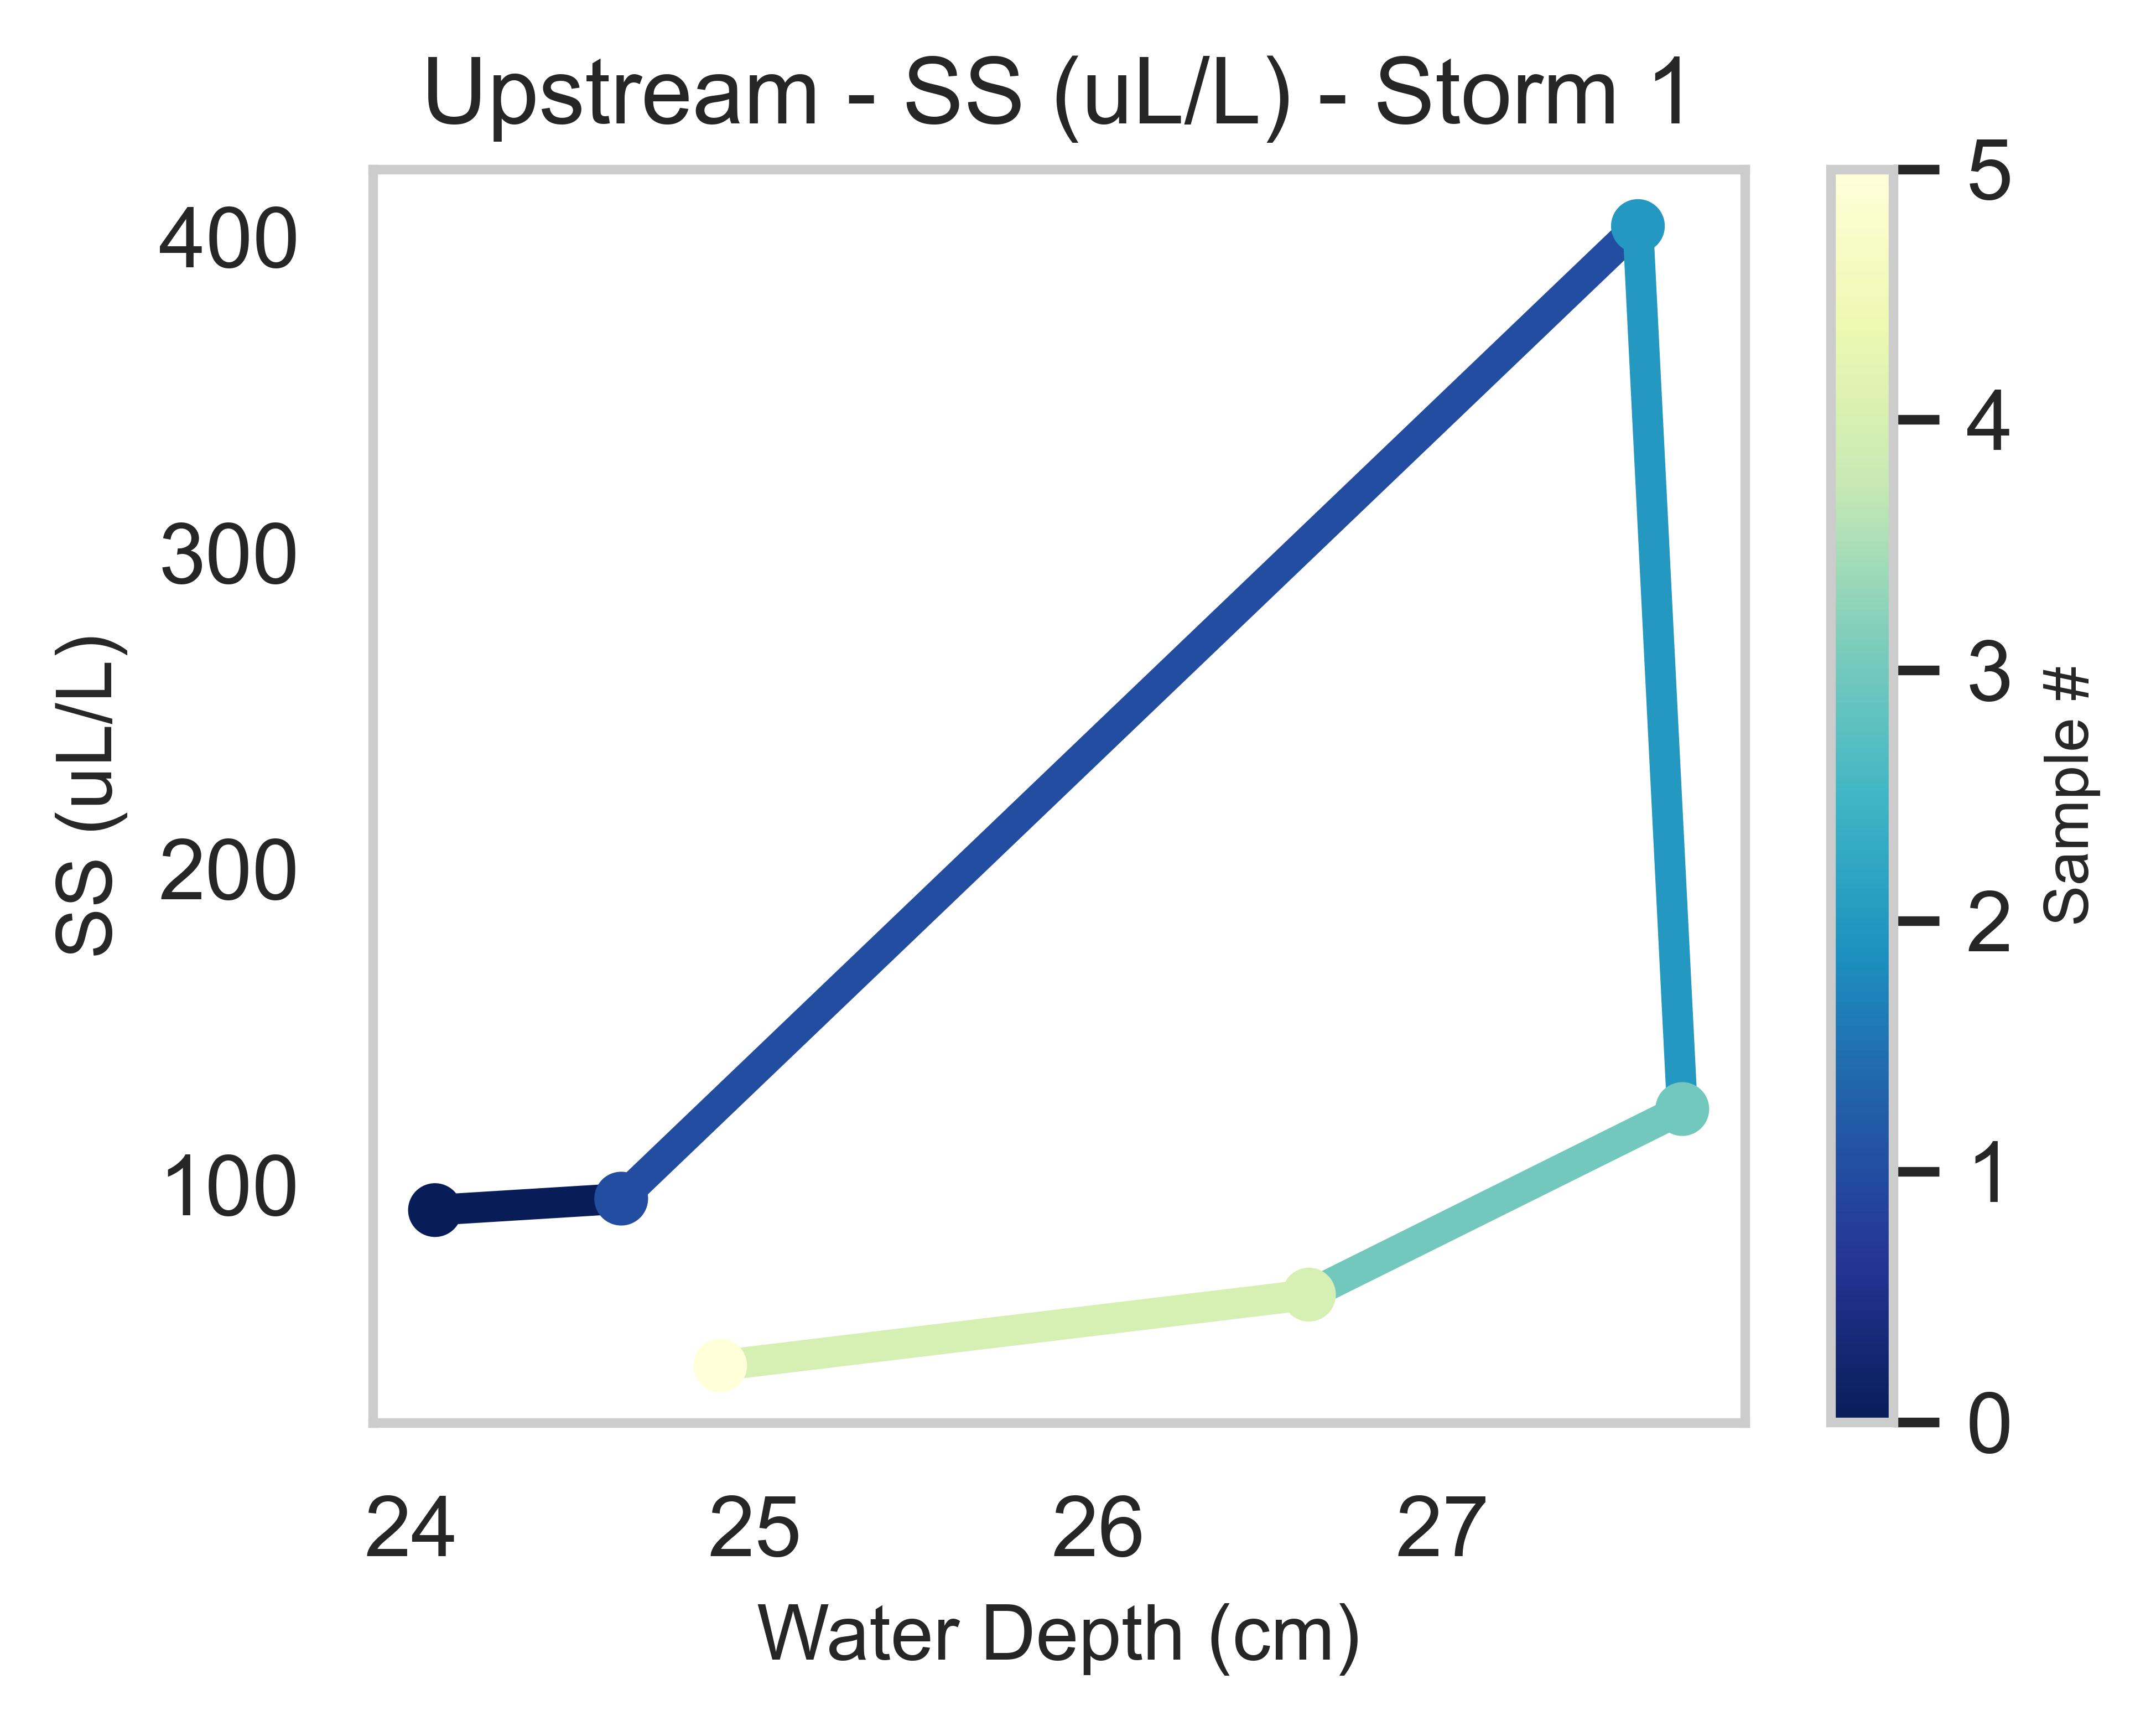 Upstream - SS (uL/L) - Storm 1
SS (uL/L)
400
300
200
100
24 25 26 27
Water Depth (cm)
5
4
3
2
1
0
Sample #